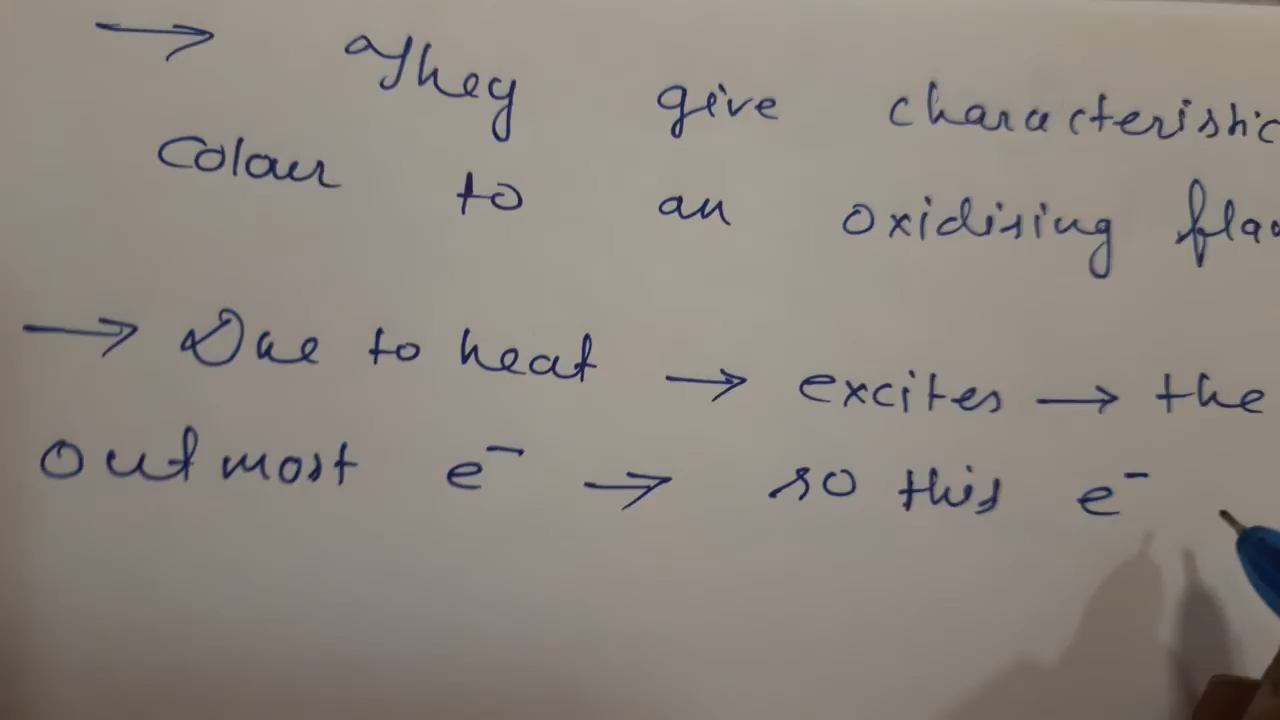 → They give characteristic
colour to an oxidising fla
→ Due to heat → excites → the
outmost e⁻ → so this e⁻